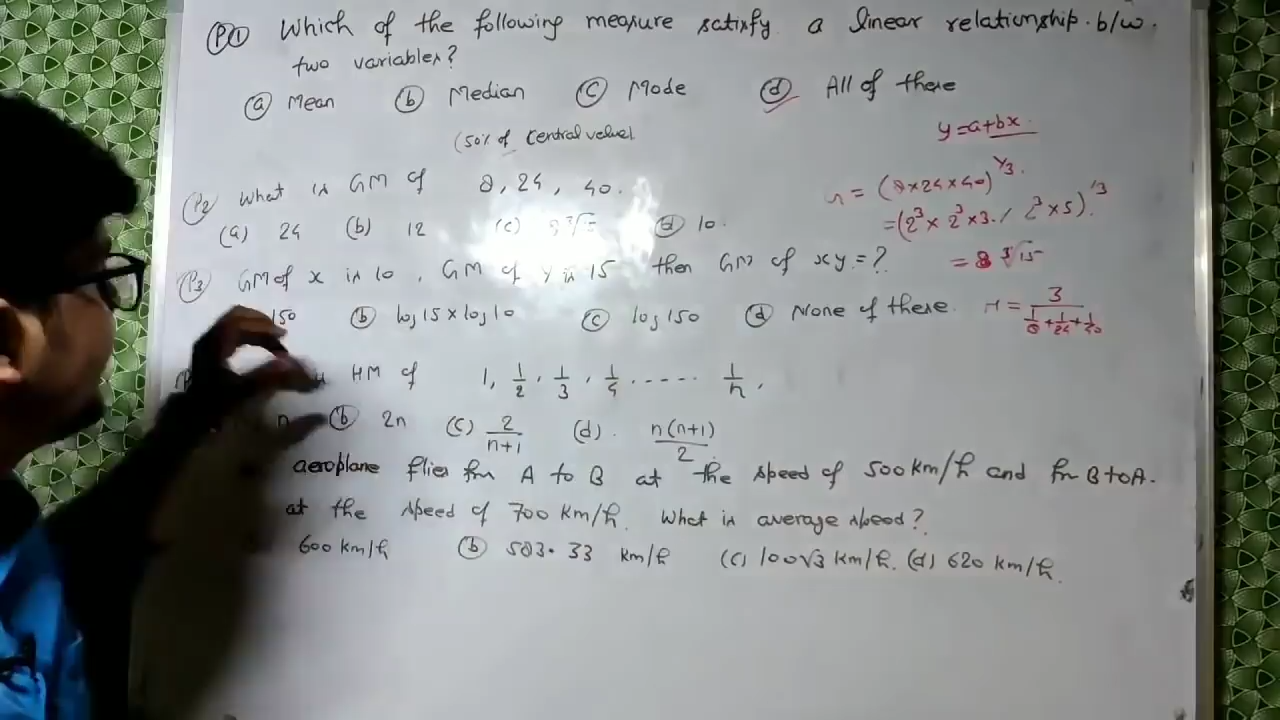 P① Which of the following measure satisfy a linear relationship b/w.
two variables?
ⓐ Mean ⓑ Median ⓒ Mode ⓓ All of these
(50% of central value)
y = a+bx
P2 What is GM of 8, 24, 40.
(a) 24 (b) 12 (c) 8∛ ⓓ 10.
= (8×24×40)^1/3.
= (2³ × 2³×3 × 2³×5)^1/3.
= 8 ∛15
P3 GM of x is 10, GM of y is 15 then GM of xy = ?
150 ⓑ log 15 × log 10 ⓒ log 150 ⓓ None of these.
H = 3 / (1/8 + 1/24 + 1/40)
HM of 1, 1/2, 1/3, 1/4, ..... 1/n,
n ⓑ 2n (c) 2/(n+1) (d). n(n+1)/2
aeroplane flies fm A to B at the speed of 500 km/h and fm B to A.
at the speed of 700 km/h. What is average speed?
600 km/h ⓑ 583.33 km/h (c) 100√3 km/h. (d) 620 km/h.